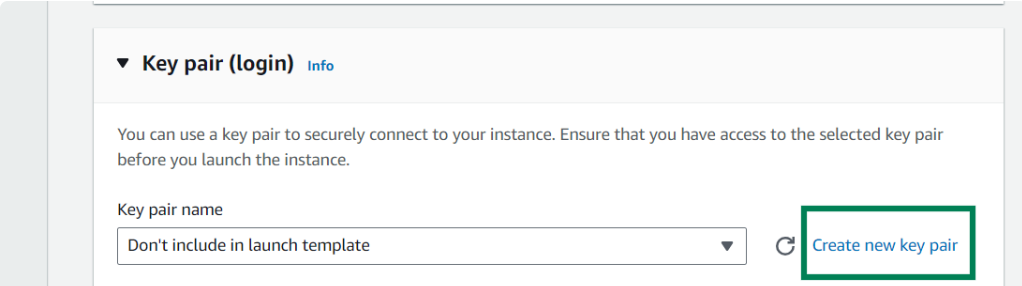 Key pair (login) Info
You can use a key pair to securely connect to your instance. Ensure that you have access to the selected key pair
before you launch the instance.
Key pair name
Don't include in launch template
Create new key pair